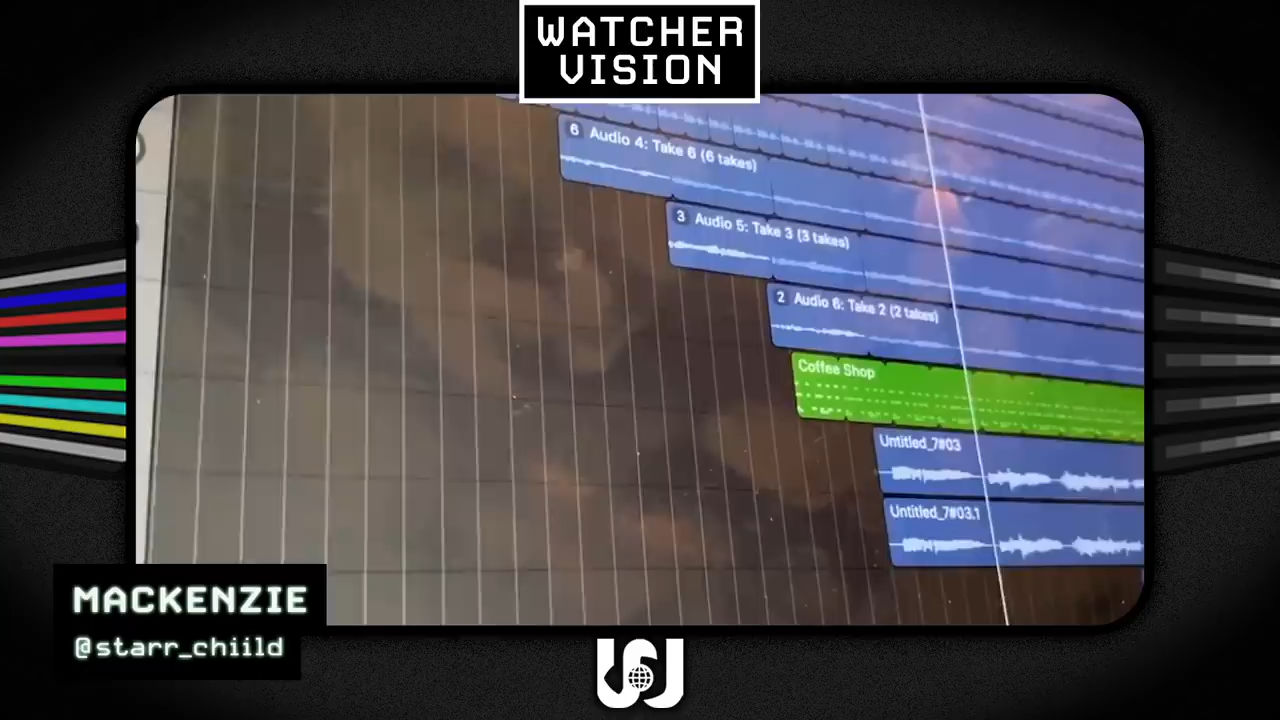 WATCHER
VISION
6 Audio 4: Take 6 (6 takes)
3 Audio 5: Take 3 (3 takes)
2 Audio 6: Take 2 (2 takes)
Coffee Shop
Untitled_7#03
Untitled_7#03.1
MACKENZIE
@starr_chiild